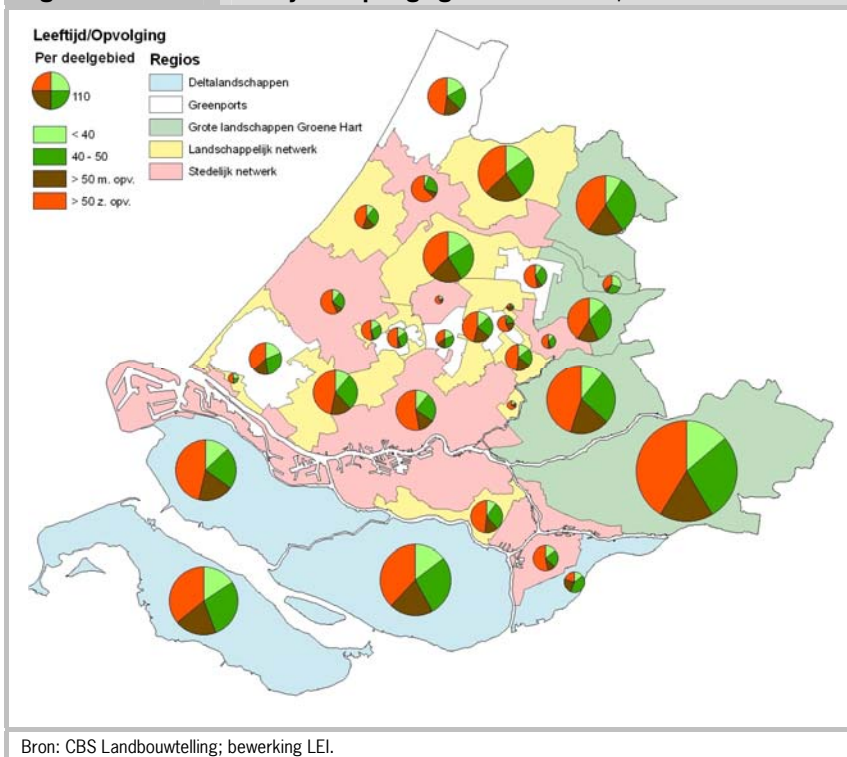 Leeftijd/Opvolging
Per deelgebied
110
< 40
40 - 50
> 50 m. opv.
> 50 z. opv.
Regios
Deltalandschappen
Greenports
Grote landschappen Groene Hart
Landschappelijk netwerk
Stedelijk netwerk
Bron: CBS Landbouwtelling; bewerking LEI.